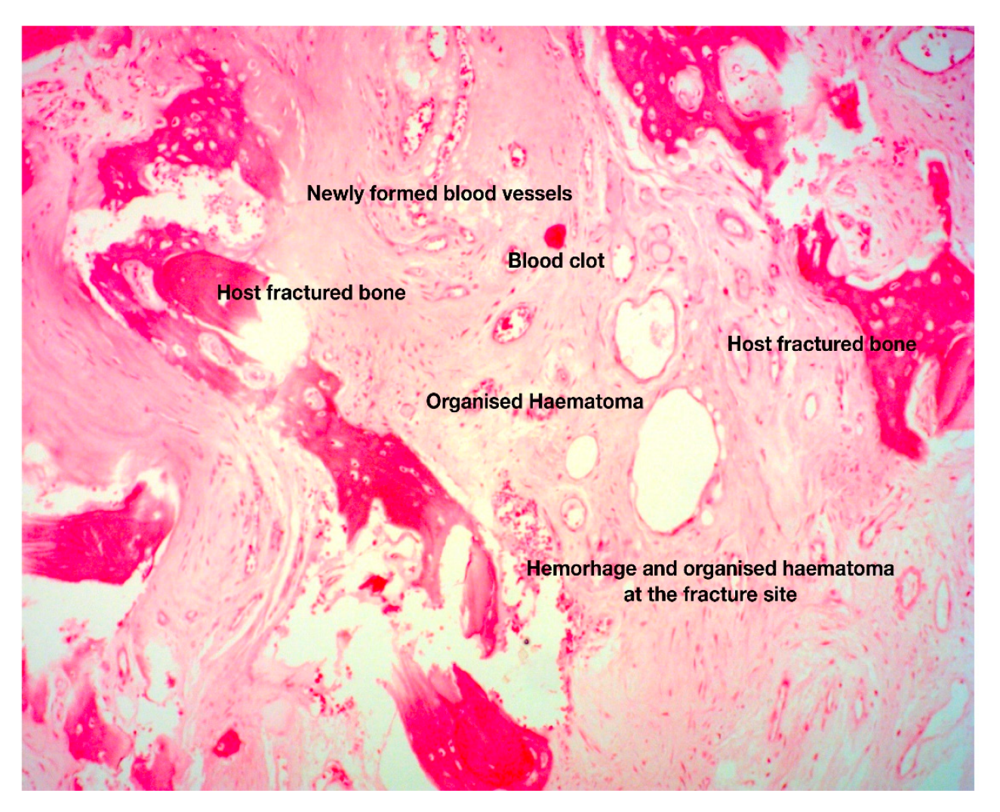 Newly formed blood vessels
Blood clot
Host fractured bone
Host fractured bone
Organised Haematoma
Hemorhage and organised haematoma
at the fracture site